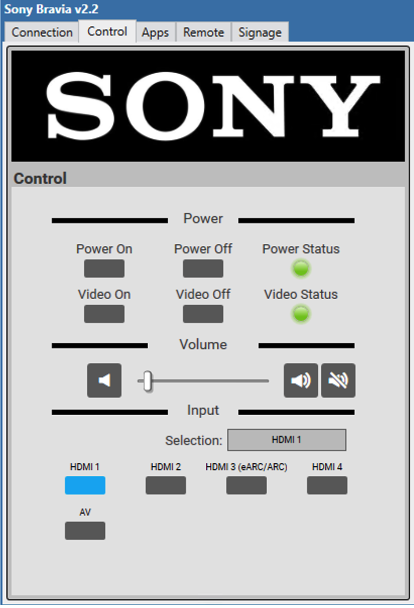 Sony Bravia v2.2
Connection Control Apps Remote Signage
SONY
Control
Power
Power On Power Off Power Status
Video On Video Off Video Status
Volume
Input
Selection: HDMI 1
HDMI 1 HDMI 2 HDMI 3 (eARC/ARC) HDMI 4
AV